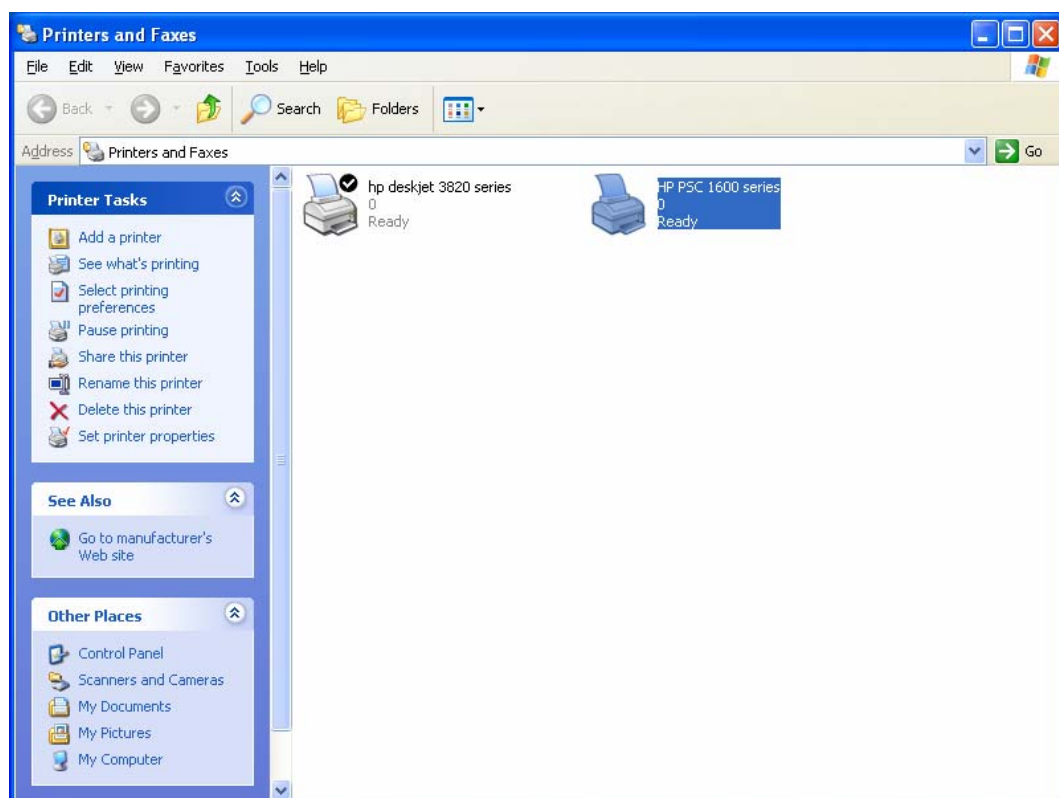 Printers and Faxes
File Edit View Favorites Tools Help
Back Search Folders
Address Printers and Faxes Go
Printer Tasks
Add a printer
See what's printing
Select printing
preferences
Pause printing
Share this printer
Rename this printer
Delete this printer
Set printer properties
See Also
Go to manufacturer's
Web site
Other Places
Control Panel
Scanners and Cameras
My Documents
My Pictures
My Computer
hp deskjet 3820 series
0
Ready
HP PSC 1600 series
0
Ready